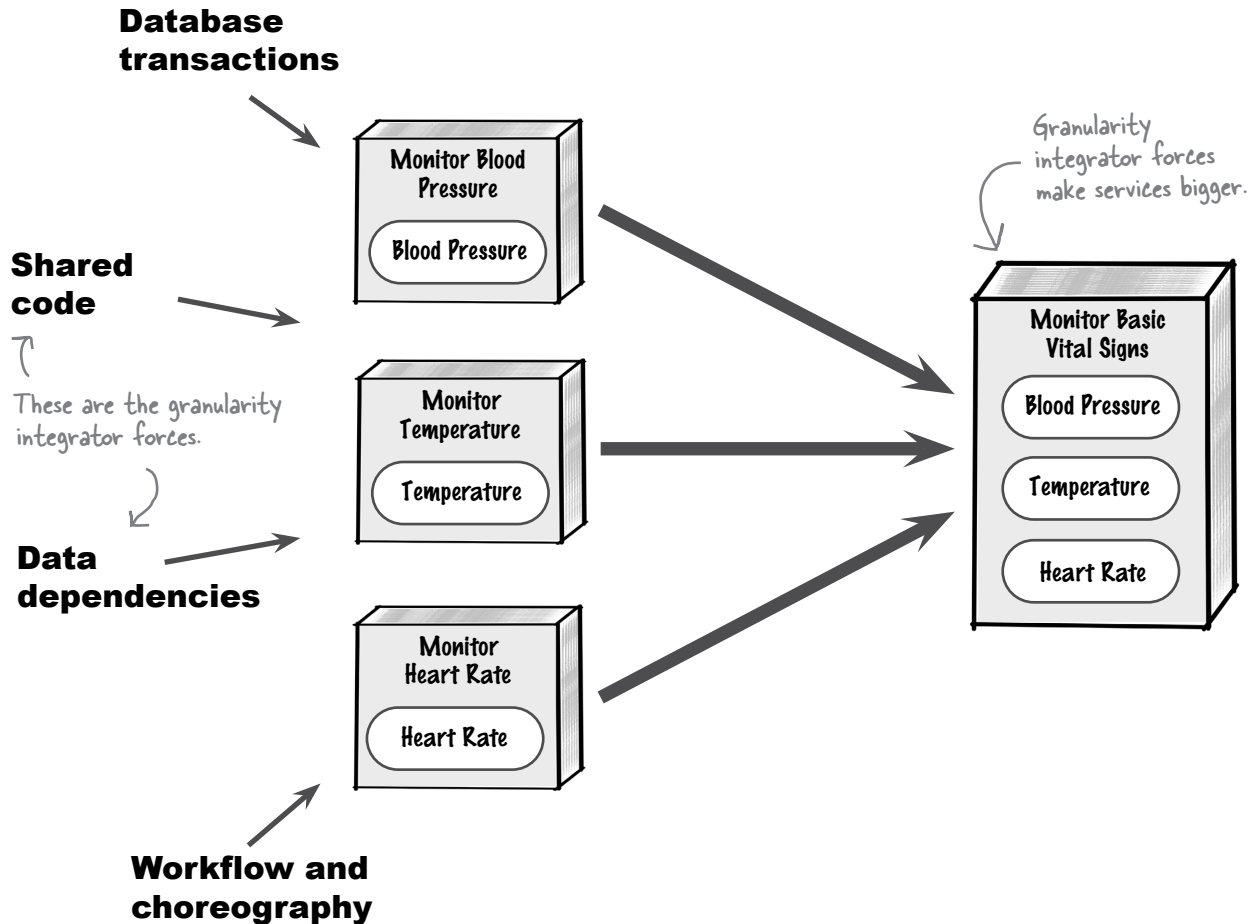 Database
transactions
Monitor Blood
Pressure
Blood Pressure
Granularity
integrator forces
make services bigger.
Shared
code
These are the granularity
integrator forces.
Monitor
Temperature
Temperature
Monitor Basic
Vital Signs
Blood Pressure
Temperature
Heart Rate
Data
dependencies
Monitor
Heart Rate
Heart Rate
Workflow and
choreography